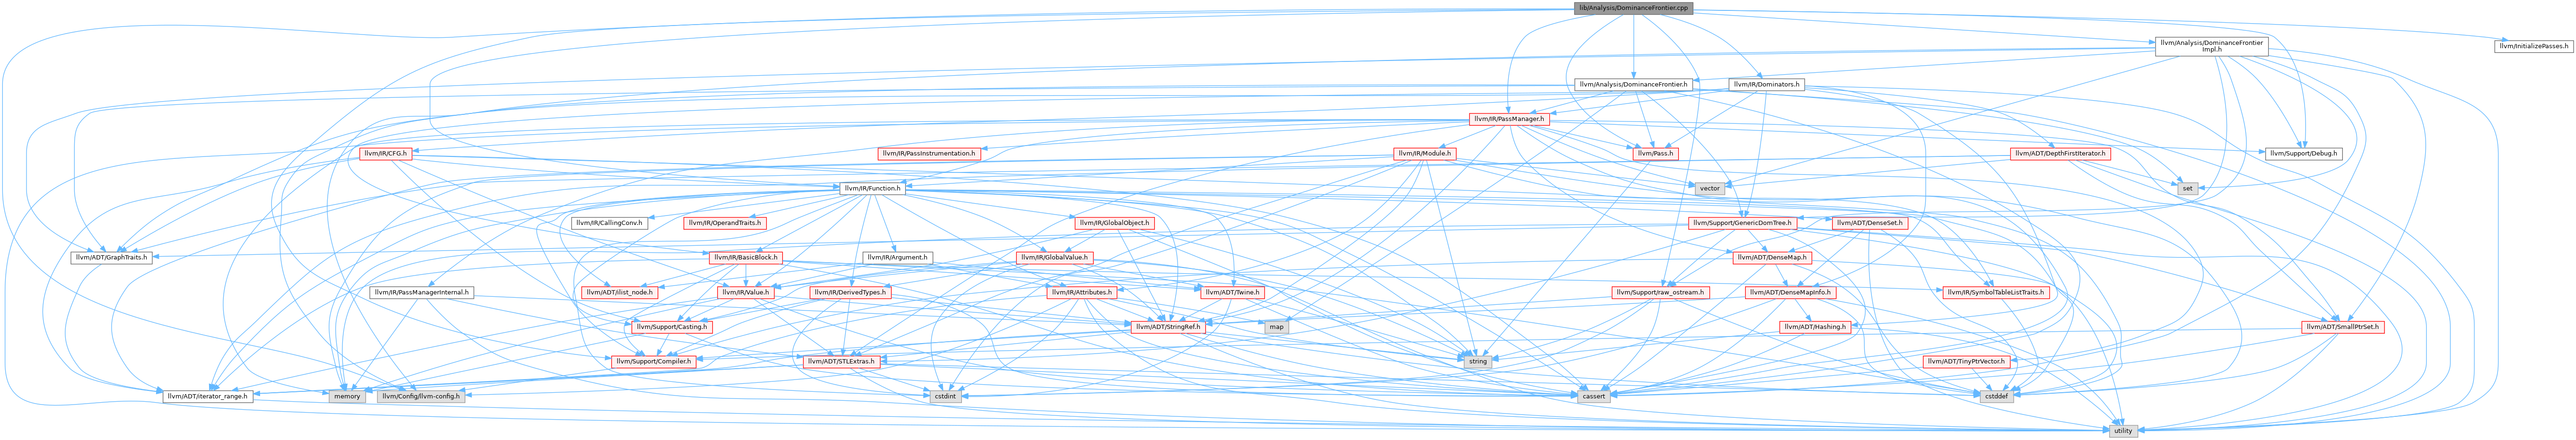 lib/Analysis/DominanceFrontier.cpp
llvm/Analysis/DominanceFrontier
Impl.h
llvm/InitializePasses.h
llvm/Analysis/DominanceFrontier.h
llvm/IR/Dominators.h
llvm/IR/PassManager.h
llvm/IR/CFG.h
llvm/IR/PassInstrumentation.h
llvm/IR/Module.h
llvm/Pass.h
llvm/ADT/DepthFirstIterator.h
llvm/Support/Debug.h
llvm/IR/Function.h
vector
set
llvm/IR/CallingConv.h
llvm/IR/OperandTraits.h
llvm/IR/GlobalObject.h
llvm/Support/GenericDomTree.h
llvm/ADT/DenseSet.h
llvm/ADT/GraphTraits.h
llvm/IR/BasicBlock.h
llvm/IR/Argument.h
llvm/IR/GlobalValue.h
llvm/ADT/DenseMap.h
llvm/IR/PassManagerInternal.h
llvm/ADT/ilist_node.h
llvm/IR/Value.h
llvm/IR/DerivedTypes.h
llvm/IR/Attributes.h
llvm/ADT/Twine.h
llvm/Support/raw_ostream.h
llvm/ADT/DenseMapInfo.h
llvm/IR/SymbolTableListTraits.h
llvm/Support/Casting.h
llvm/ADT/StringRef.h
map
llvm/ADT/Hashing.h
llvm/ADT/SmallPtrSet.h
llvm/Support/Compiler.h
llvm/ADT/STLExtras.h
string
llvm/ADT/TinyPtrVector.h
llvm/ADT/iterator_range.h
memory
llvm/Config/llvm-config.h
cstdint
cassert
cstddef
utility